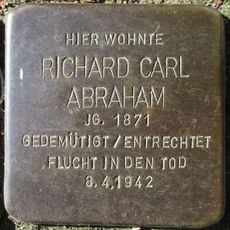 HIER WOHNTE
RICHARD CARL
ABRAHAM
JG. 1871
GEDEMÜTIGT / ENTRECHTET
FLUCHT IN DEN TOD
8.4.1942